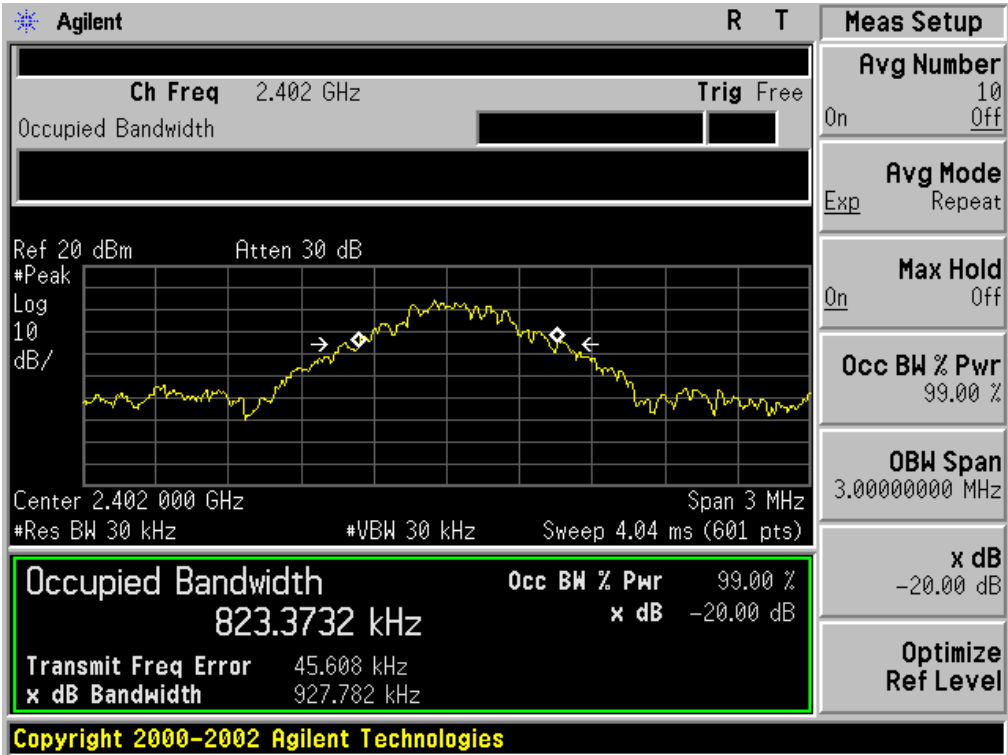 Agilent R T
Ch Freq 2.402 GHz Trig Free
Occupied Bandwidth
Ref 20 dBm Atten 30 dB
#Peak
Log
10
dB/
Center 2.402 000 GHz Span 3 MHz
#Res BW 30 kHz #VBW 30 kHz Sweep 4.04 ms (601 pts)
Occupied Bandwidth Occ BW % Pwr 99.00 %
823.3732 kHz x dB -20.00 dB
Transmit Freq Error 45.608 kHz
x dB Bandwidth 927.782 kHz
Copyright 2000-2002 Agilent Technologies
Meas Setup
Avg Number
10
On Off
Avg Mode
Exp Repeat
Max Hold
On Off
Occ BW % Pwr
99.00 %
OBW Span
3.00000000 MHz
x dB
-20.00 dB
Optimize
Ref Level